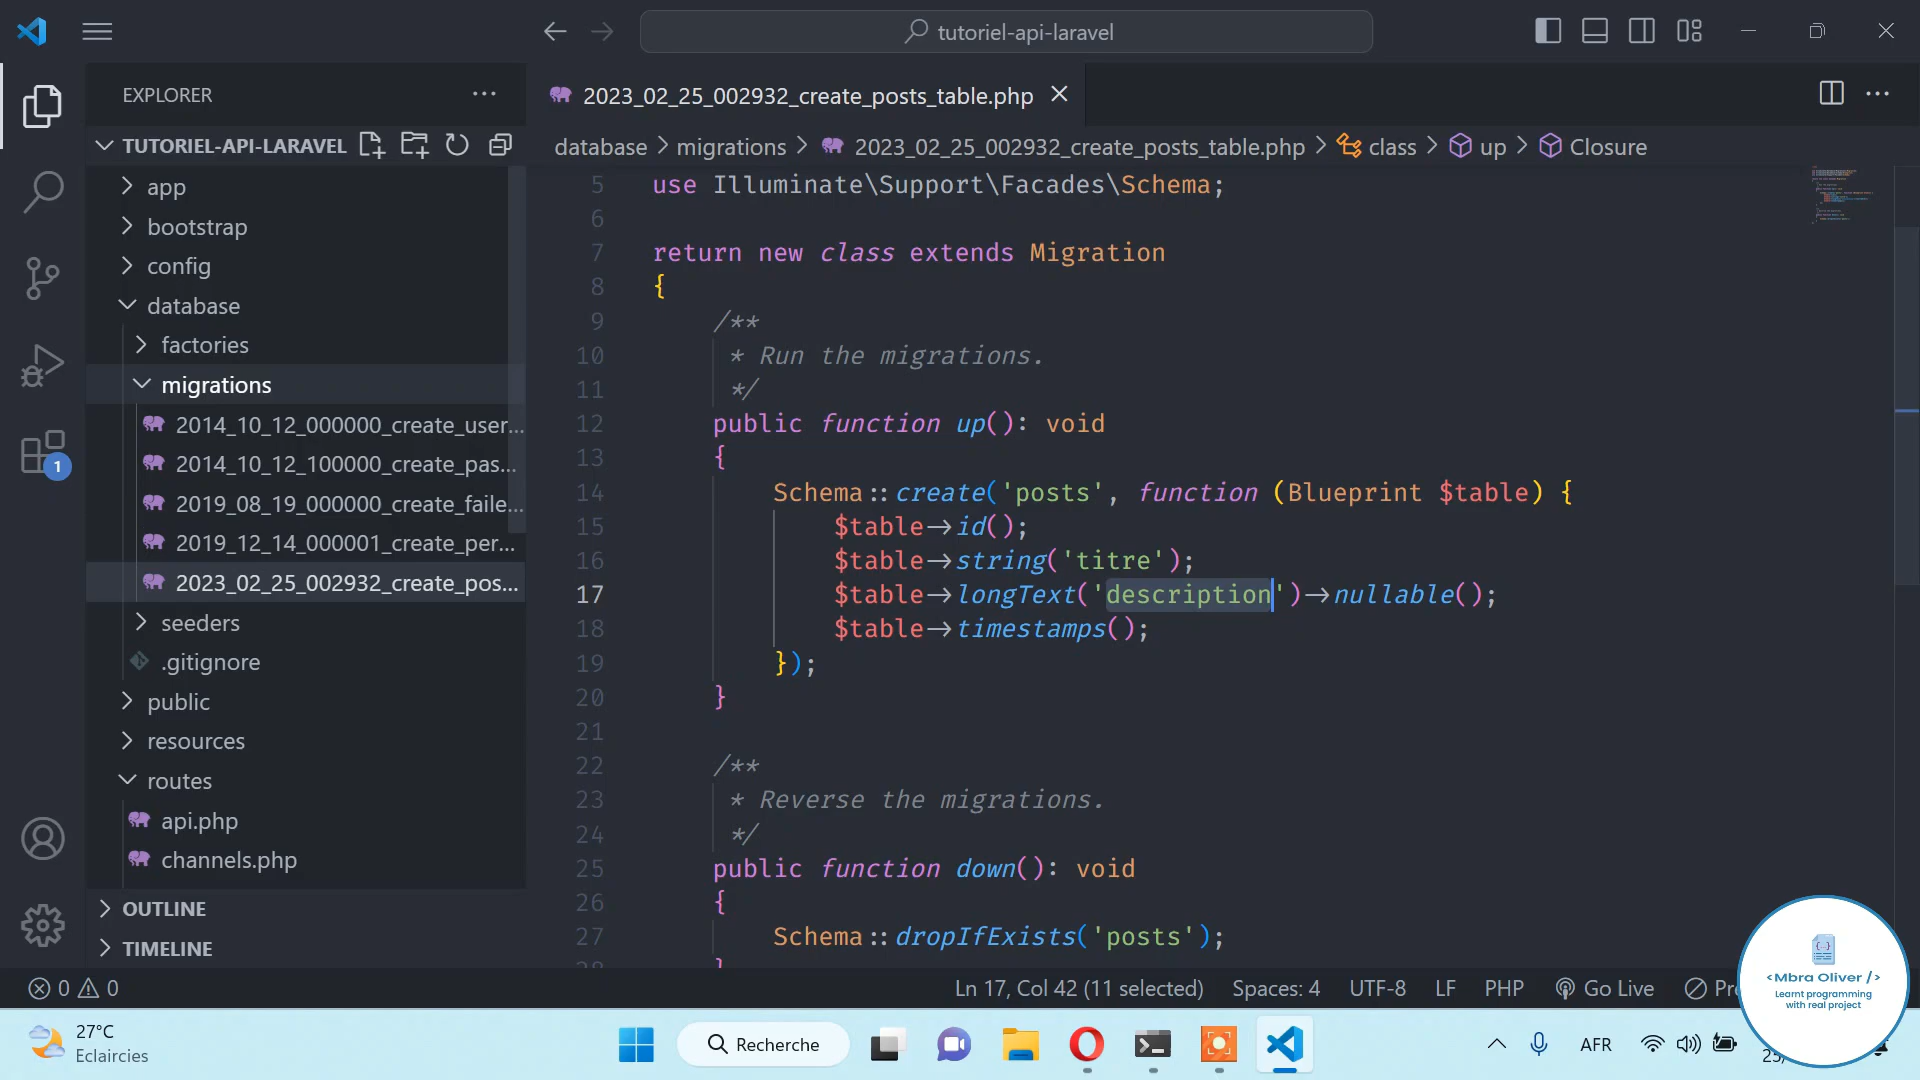 tutoriel-api-laravel
EXPLORER
TUTORIEL-API-LARAVEL
app
bootstrap
config
database
factories
migrations
2014_10_12_000000_create_user...
2014_10_12_100000_create_pas...
2019_08_19_000000_create_faile...
2019_12_14_000001_create_per...
2023_02_25_002932_create_pos...
seeders
.gitignore
public
resources
routes
api.php
channels.php
OUTLINE
TIMELINE
1
2023_02_25_002932_create_posts_table.php
database > migrations > 2023_02_25_002932_create_posts_table.php > class > up > Closure
5 use Illuminate\Support\Facades\Schema;
6
7 return new class extends Migration
8 {
9 /**
10 * Run the migrations.
11 */
12 public function up(): void
13 {
14 Schema::create('posts', function (Blueprint $table) {
15 $table->id();
16 $table->string('titre');
17 $table->longText('description')->nullable();
18 $table->timestamps();
19 });
20 }
21
22 /**
23 * Reverse the migrations.
24 */
25 public function down(): void
26 {
27 Schema::dropIfExists('posts');
0 0
Ln 17, Col 42 (11 selected) Spaces: 4 UTF-8 LF PHP Go Live
{...}
<Mbra Oliver />
Learnt programming
with real project
27°C
Eclaircies
Recherche
AFR